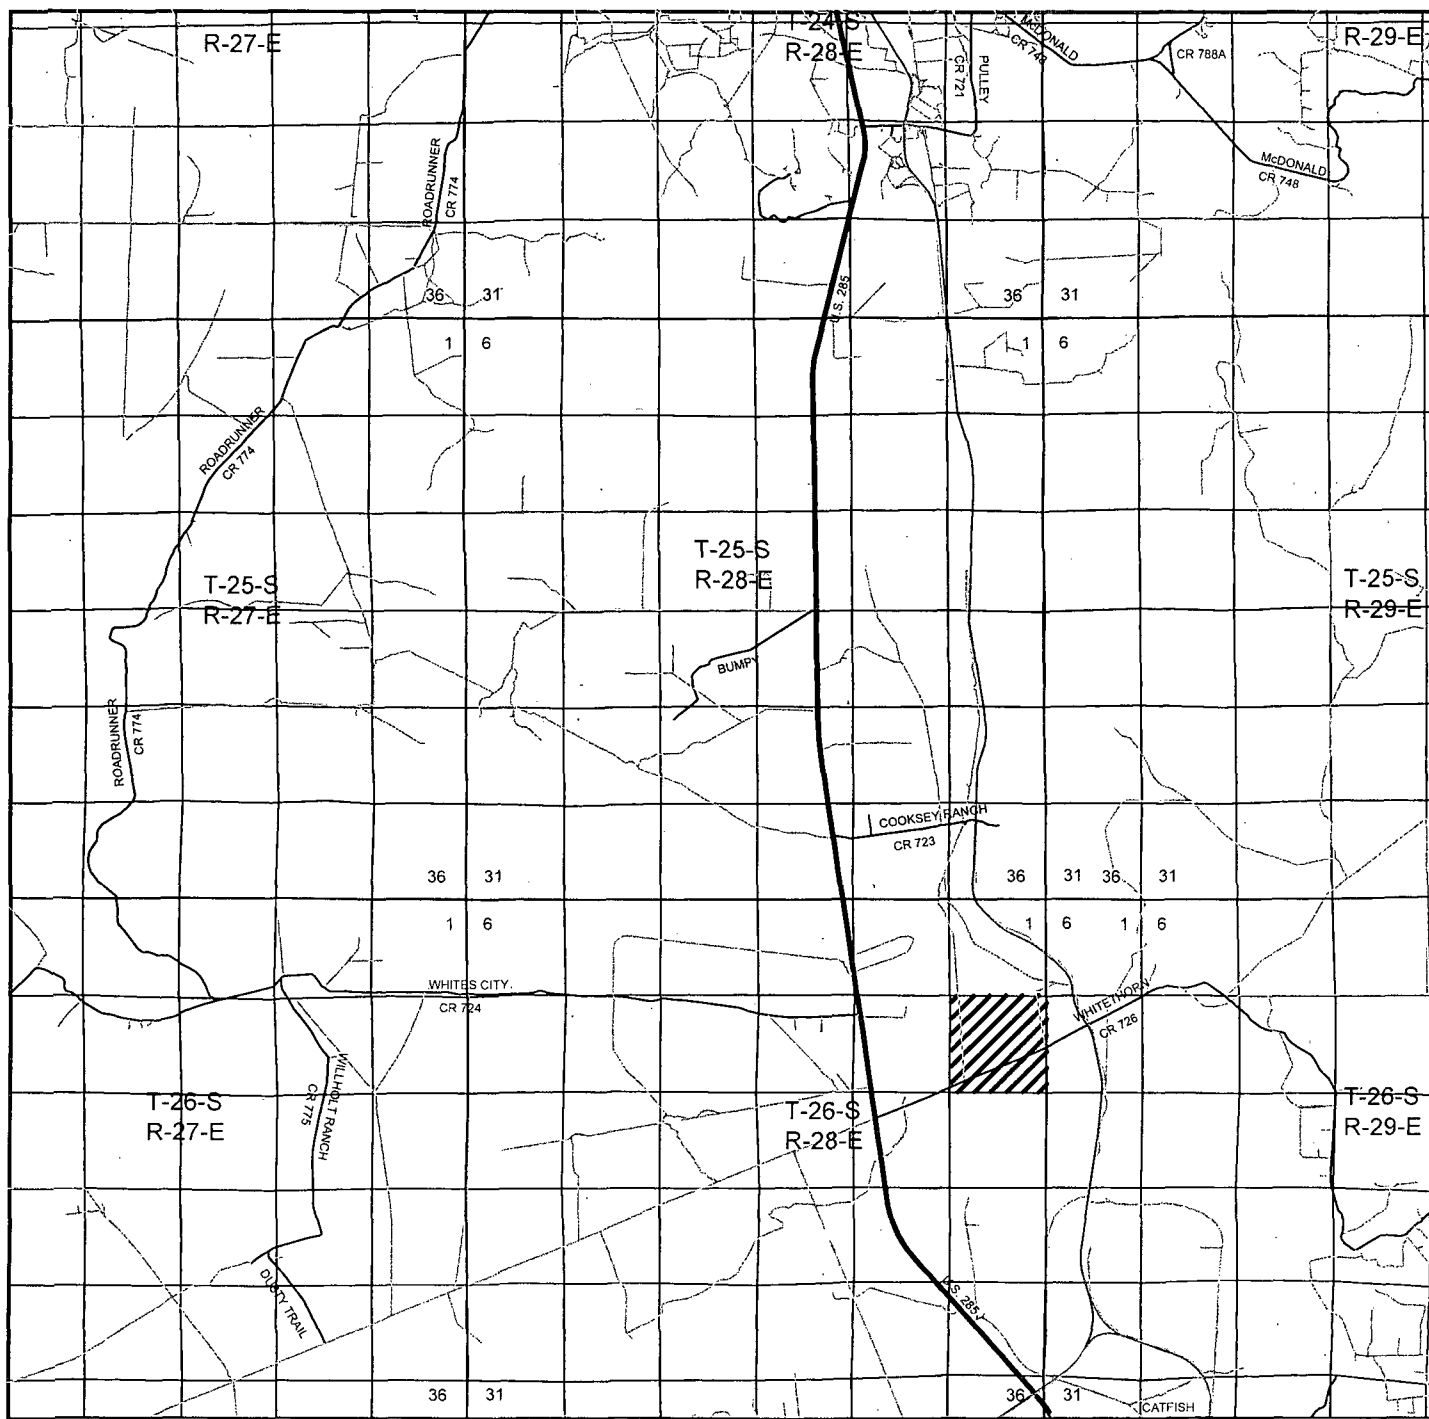 R-27-E
T-24-S
R-28-E
R-29-E
McDONALD
CR 748
PULLEY
CR 721
CR 788A
McDONALD
CR 748
ROADRUNNER
CR 774
U.S. 285
36 31
36 31
1 6
1 6
ROADRUNNER
CR 774
T-25-S
R-27-E
T-25-S
R-28-E
T-25-S
R-29-E
BUMPY
ROADRUNNER
CR 774
COOKSEY RANCH
CR 723
36 31
36 31 36 31
1 6
1 6 1 6
WHITES CITY
CR 724
WHITETHORN
CR 726
WILLHOLT RANCH
CR 775
T-26-S
R-27-E
T-26-S
R-28-E
T-26-S
R-29-E
DUSTY TRAIL
U.S. 285
36 31
36 31
CATFISH